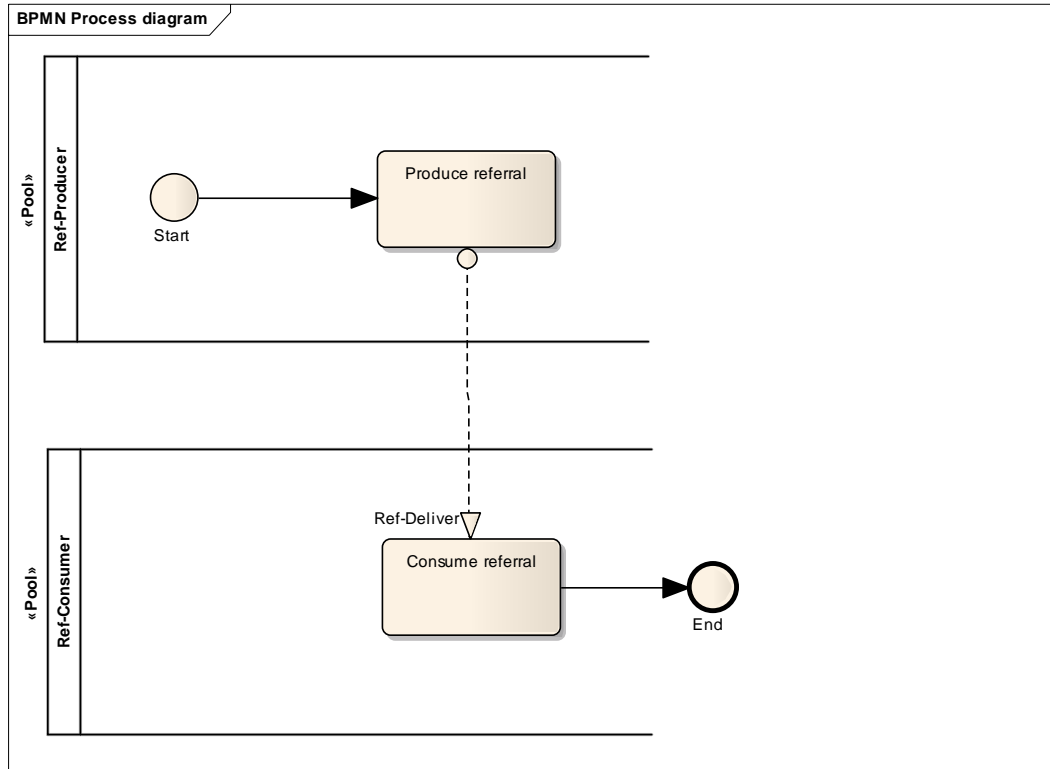 BPMN Process diagram
«Pool»
Ref-Producer
Start
Produce referral
«Pool»
Ref-Consumer
Ref-Deliver
Consume referral
End